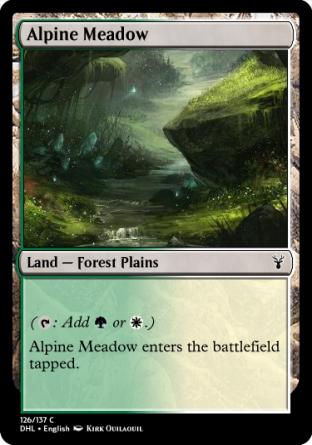 Alpine Meadow
Land — Forest Plains
(: Add or .)
Alpine Meadow enters the battlefield
tapped.
126/137 C
DHL • English Kirk Ouilaouil